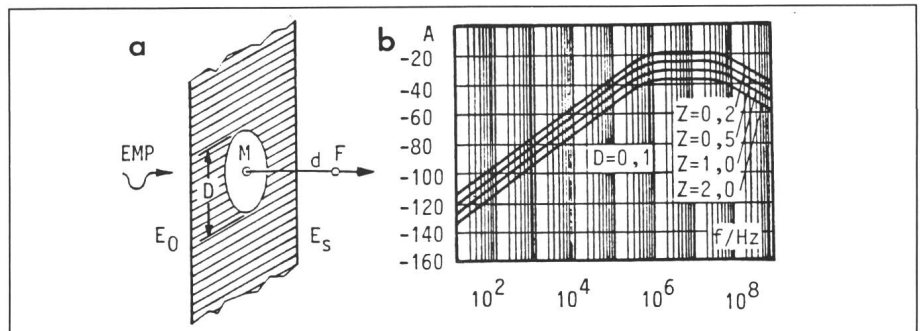 a
EMP
D
M
d
F
E0
Es
b
A
-20
-40
-60
-80
-100
-120
-140
-160
D=0,1
Z=0,2
Z=0,5
Z=1,0
Z=2,0
f/Hz
10²
10⁴
10⁶
10⁸